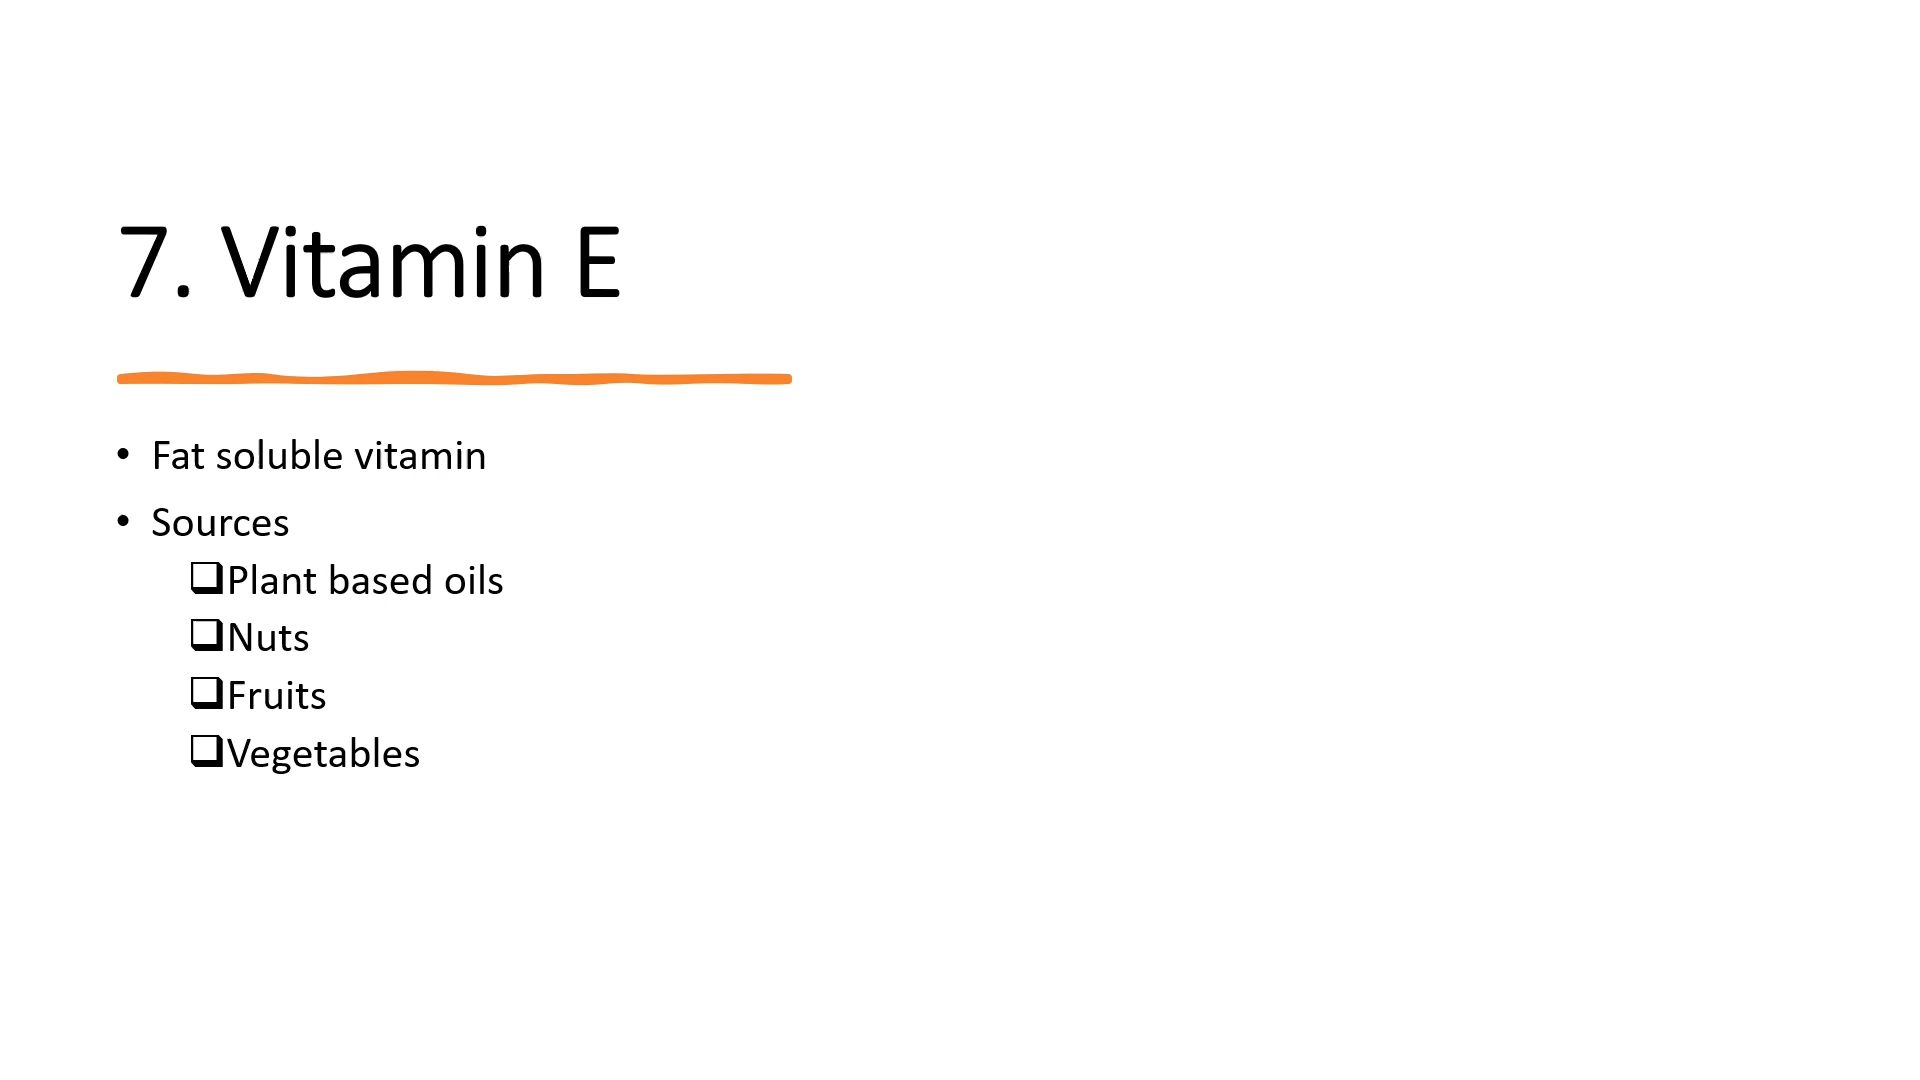 7. Vitamin E
• Fat soluble vitamin
• Sources
❑Plant based oils
❑Nuts
❑Fruits
❑Vegetables